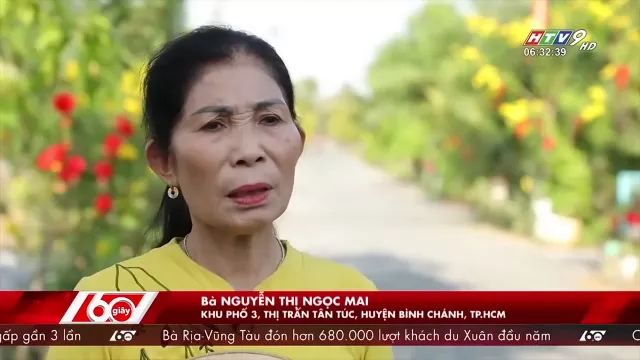 HTV9 HD
06:32:39
60 giây
Bà NGUYỄN THỊ NGỌC MAI
KHU PHỐ 3, THỊ TRẤN TÂN TÚC, HUYỆN BÌNH CHÁNH, TP.HCM
gấp gần 3 lần 60 Bà Rịa-Vũng Tàu đón hơn 680.000 lượt khách du Xuân đầu năm 60